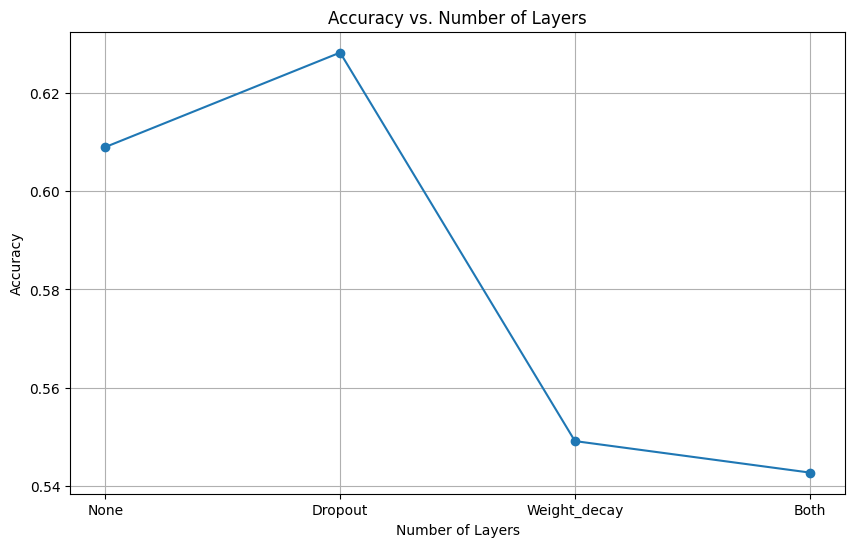 Accuracy vs. Number of Layers
Accuracy
0.62
0.60
0.58
0.56
0.54
None Dropout Weight_decay Both
Number of Layers